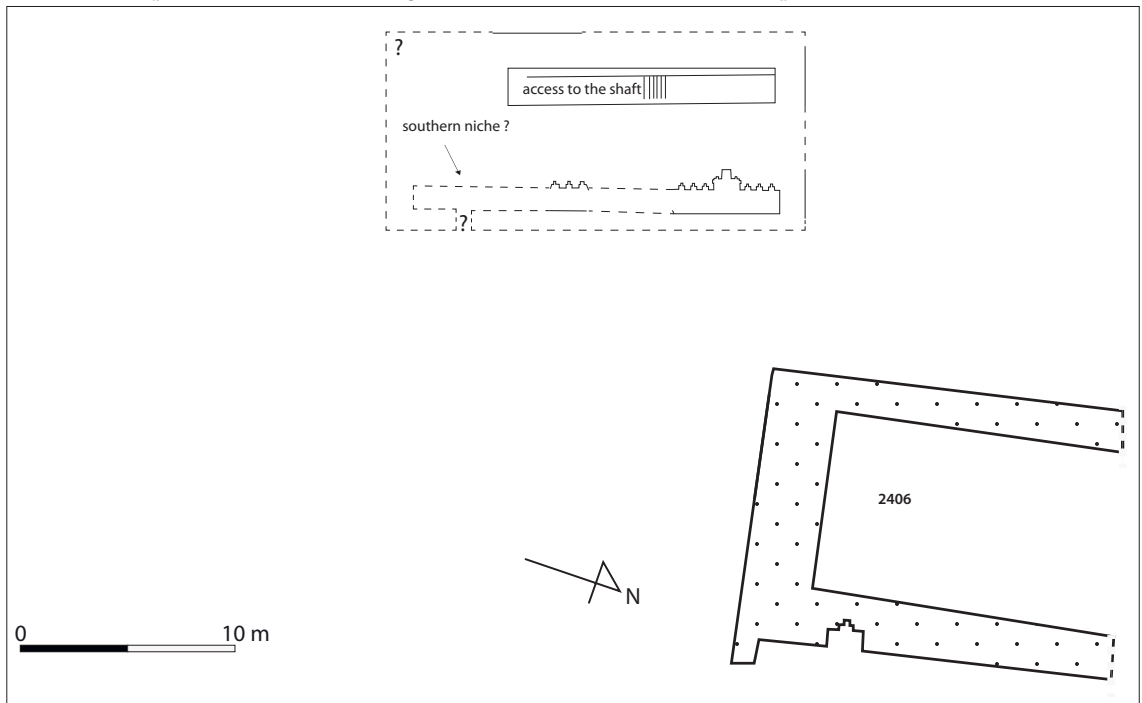 ?
access to the shaft
southern niche ?
?
2406
N
0 10 m